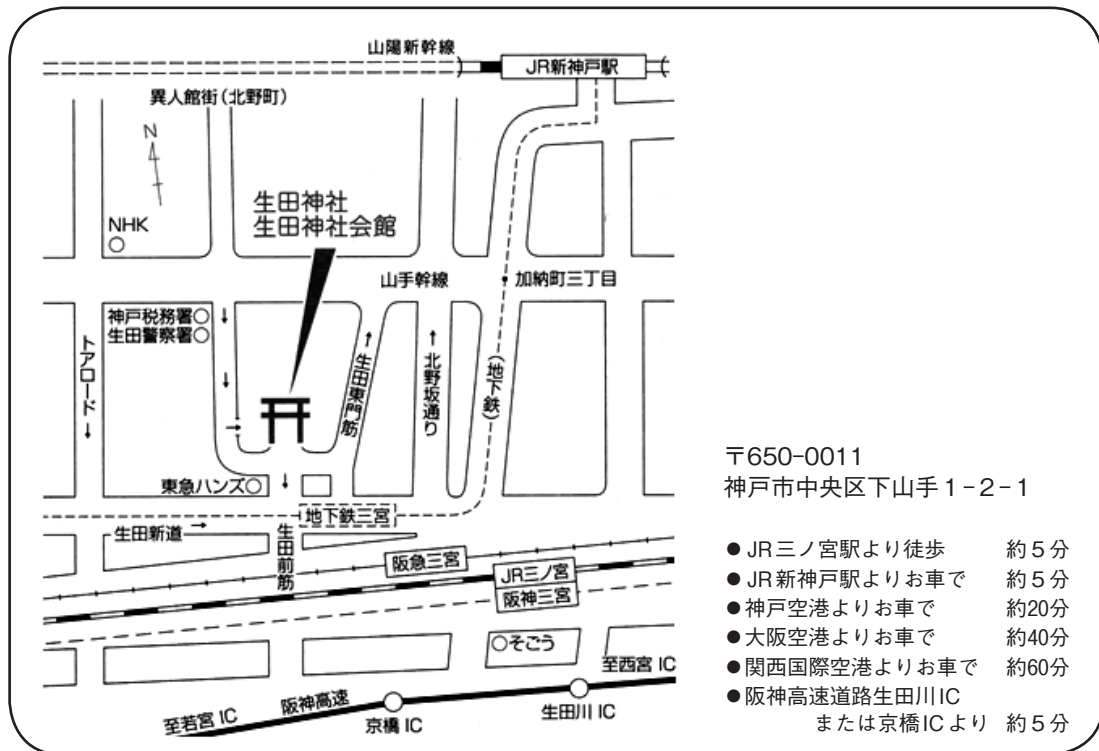 山陽新幹線
JR新神戸駅
異人館街(北野町)
N
生田神社
生田神社会館
NHK
山手幹線
加納町三丁目
神戸税務署
生田警察署
トアロード
生田東門筋
北野坂通り
(地下鉄)
東急ハンズ
地下鉄三宮
生田新道
生田前筋
阪急三宮
JR三ノ宮
阪神三宮
そごう
至西宮 IC
阪神高速
生田川 IC
至若宮 IC
京橋 IC
〒650-0011
神戸市中央区下山手1-2-1
●JR三ノ宮駅より徒歩 約5分
●JR新神戸駅よりお車で 約5分
●神戸空港よりお車で 約20分
●大阪空港よりお車で 約40分
●関西国際空港よりお車で 約60分
●阪神高速道路生田川IC
または京橋ICより 約5分